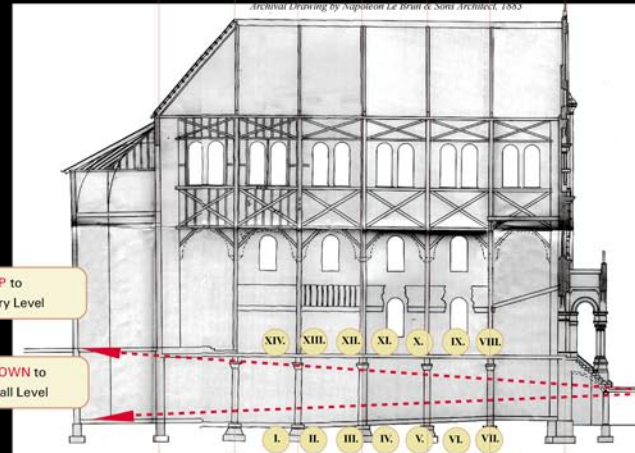 Archival Drawing by Napoleon Le Brun & Sons Architect, 1885
P to
ry Level
XIV. XIII. XII. XI. X. IX. VIII.
OWN to
all Level
I. II. III. IV. V. VI. VII.